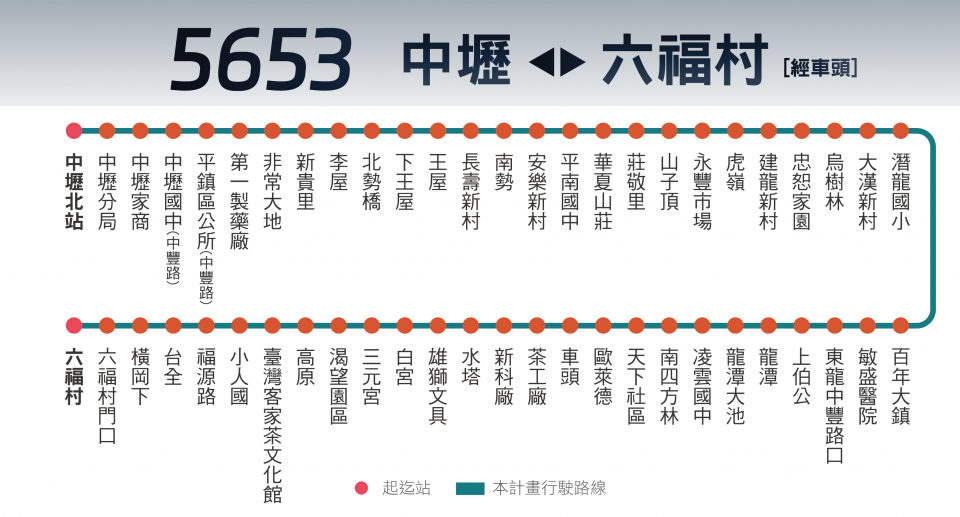 5653 中壢 ◀▶ 六福村 [經車頭]
中壢北站
中壢分局
中壢家商
中壢國中(中豐路)
平鎮區公所(中豐路)
第一製藥廠
非常大地
新貴里
李屋
北勢橋
下王屋
王屋
長壽新村
南勢
安樂新村
平南國中
華夏山莊
莊敬里
山子頂
永豐市場
虎嶺
建龍新村
忠恕家園
烏樹林
大漢新村
潛龍國小
六福村
六福村門口
橫岡下
台全
福源路
小人國
臺灣客家茶文化館
高原
渴望園區
三元宮
白宮
雄獅文具
水塔
新科廠
茶工廠
車頭
歐萊德
天下社區
南四方林
凌雲國中
龍潭大池
龍潭
上伯公
東龍中豐路口
敏盛醫院
百年大鎮
起迄站
本計畫行駛路線